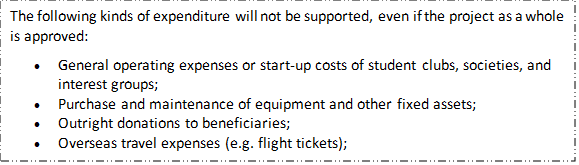 The following kinds of expenditure will not be supported, even if the project as a whole
is approved:
• General operating expenses or start-up costs of student clubs, societies, and
interest groups;
• Purchase and maintenance of equipment and other fixed assets;
• Outright donations to beneficiaries;
• Overseas travel expenses (e.g. flight tickets);